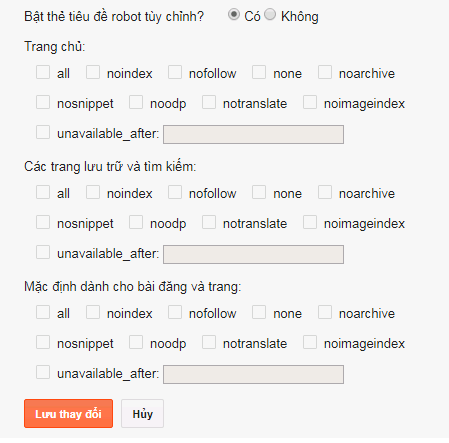 Bật thẻ tiêu đề robot tùy chỉnh? Có Không
Trang chủ:
all noindex nofollow none noarchive
nosnippet noodp notranslate noimageindex
unavailable_after:
Các trang lưu trữ và tìm kiếm:
all noindex nofollow none noarchive
nosnippet noodp notranslate noimageindex
unavailable_after:
Mặc định dành cho bài đăng và trang:
all noindex nofollow none noarchive
nosnippet noodp notranslate noimageindex
unavailable_after:
Lưu thay đổi Hủy